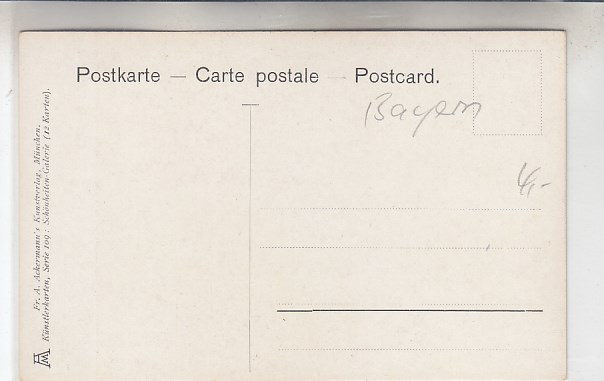 Postkarte — Carte postale — Postcard.
Bayern
4,-
Fr. A. Ackermann's Kunstverlag, München.
Künstlerkarten, Serie 109: Schönheiten-Galerie (12 Karten).